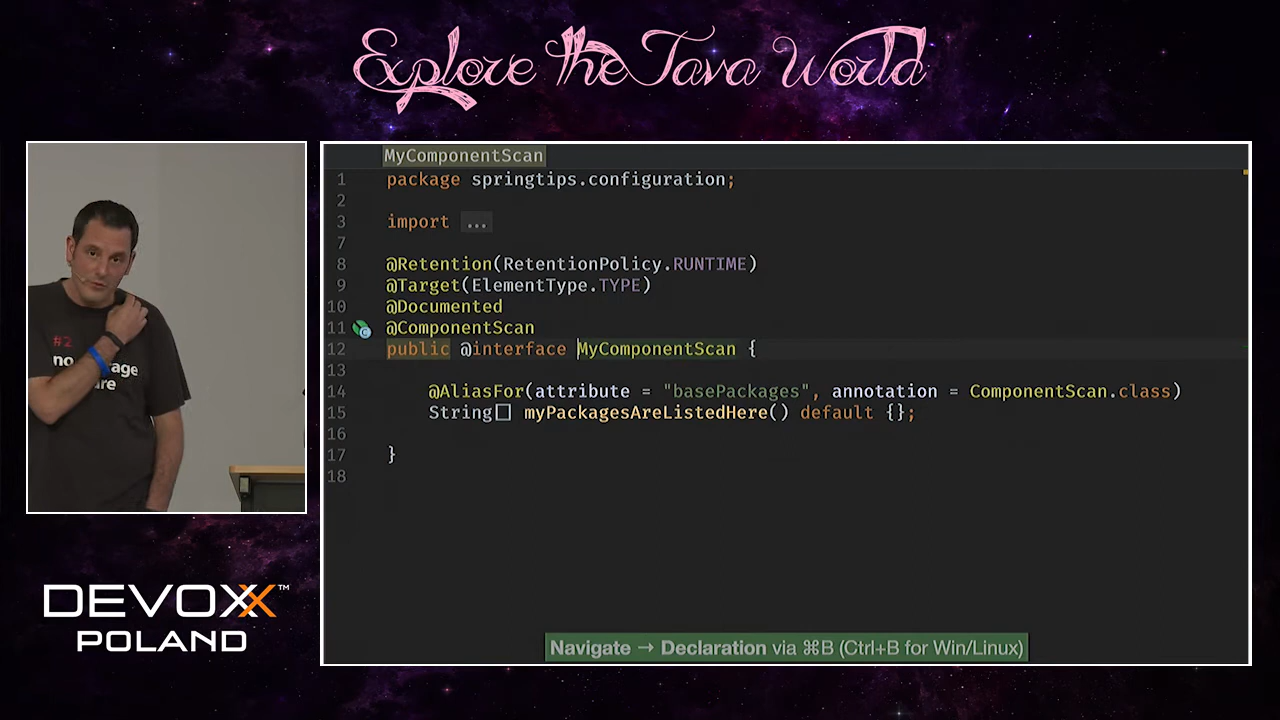 Explore the Java World
MyComponentScan
1 package springtips.configuration;
2
3 import ...
7
8 @Retention(RetentionPolicy.RUNTIME)
9 @Target(ElementType.TYPE)
10 @Documented
11 @ComponentScan
12 public @interface MyComponentScan {
13
14 @AliasFor(attribute = "basePackages", annotation = ComponentScan.class)
15 String[] myPackagesAreListedHere() default {};
16
17 }
18
#2
DEVOXX™
POLAND
Navigate → Declaration via ⌘B (Ctrl+B for Win/Linux)